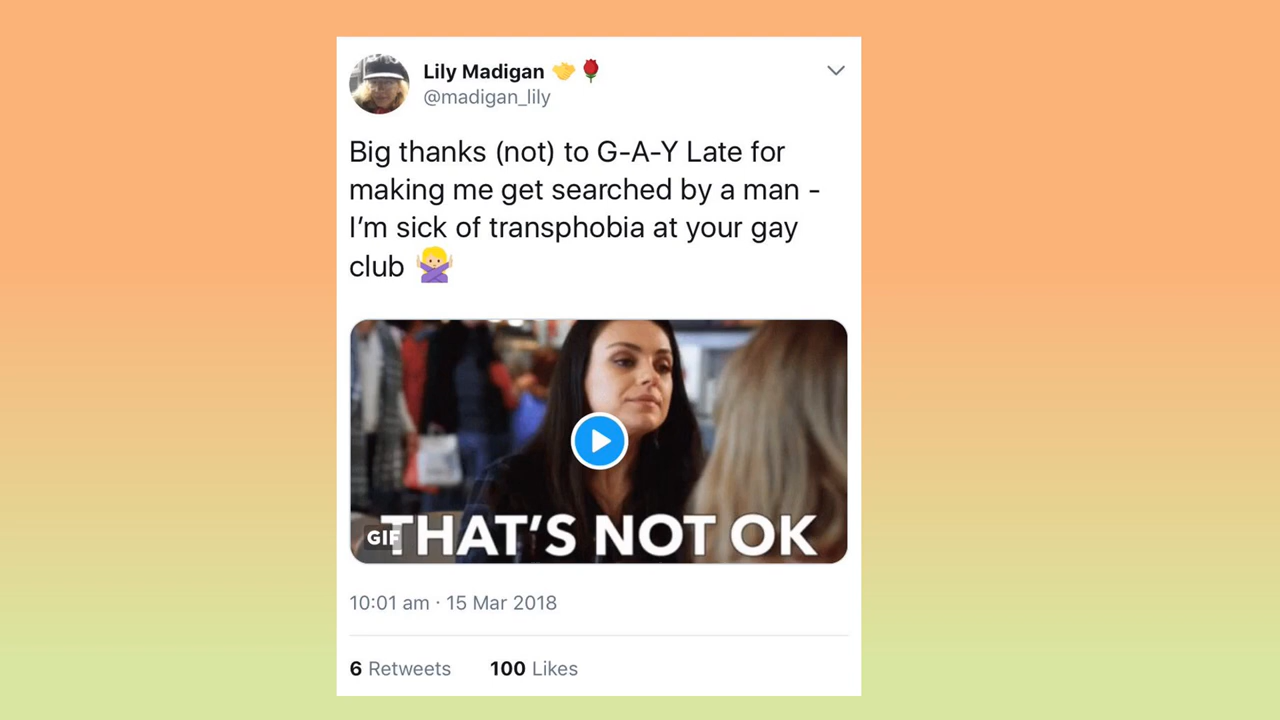 Lily Madigan 🤝🌹
@madigan_lily
Big thanks (not) to G-A-Y Late for
making me get searched by a man -
I'm sick of transphobia at your gay
club 🙅🏼
GIF
THAT'S NOT OK
10:01 am · 15 Mar 2018
6 Retweets 100 Likes